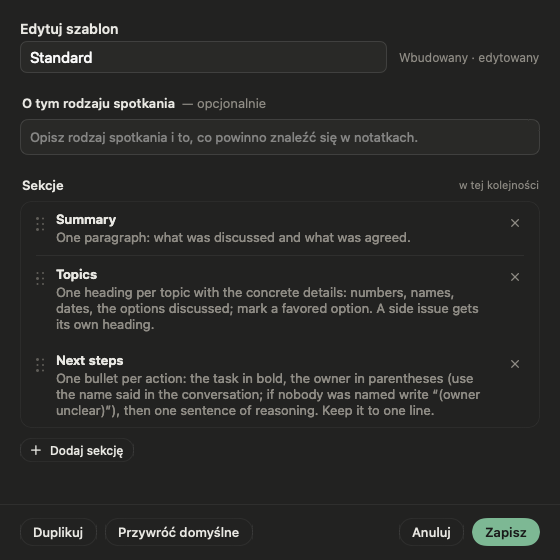 Edytuj szablon
Standard
Wbudowany · edytowany
O tym rodzaju spotkania — opcjonalnie
Opisz rodzaj spotkania i to, co powinno znaleźć się w notatkach.
Sekcje
w tej kolejności
Summary
One paragraph: what was discussed and what was agreed.
Topics
One heading per topic with the concrete details: numbers, names,
dates, the options discussed; mark a favored option. A side issue gets
its own heading.
Next steps
One bullet per action: the task in bold, the owner in parentheses (use
the name said in the conversation; if nobody was named write “(owner
unclear)”), then one sentence of reasoning. Keep it to one line.
+ Dodaj sekcję
Duplikuj
Przywróć domyślne
Anuluj
Zapisz